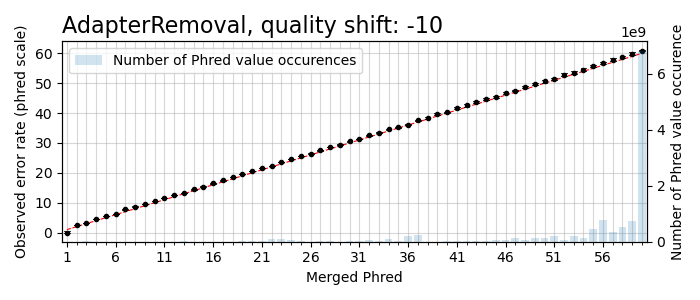 AdapterRemoval, quality shift: -10
1e9
Number of Phred value occurences
Observed error rate (phred scale)
60
50
40
30
20
10
0
6
4
2
0
Number of Phred value occurence
1 6 11 16 21 26 31 36 41 46 51 56
Merged Phred